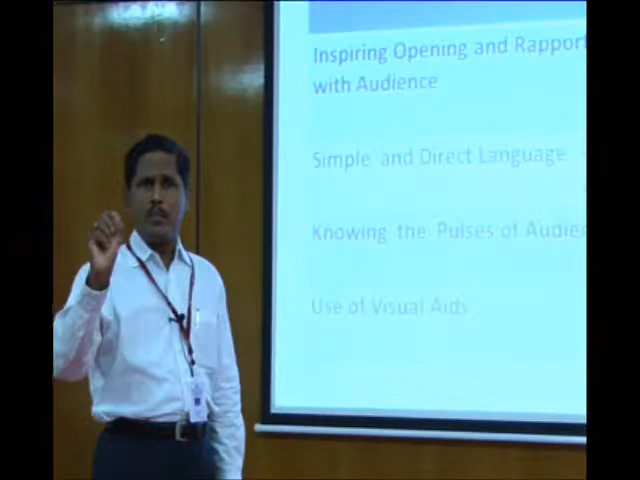 Inspiring Opening and Rapport
with Audience
Simple and Direct Language
Knowing the Pulses of Audie
Use of Visual Aids